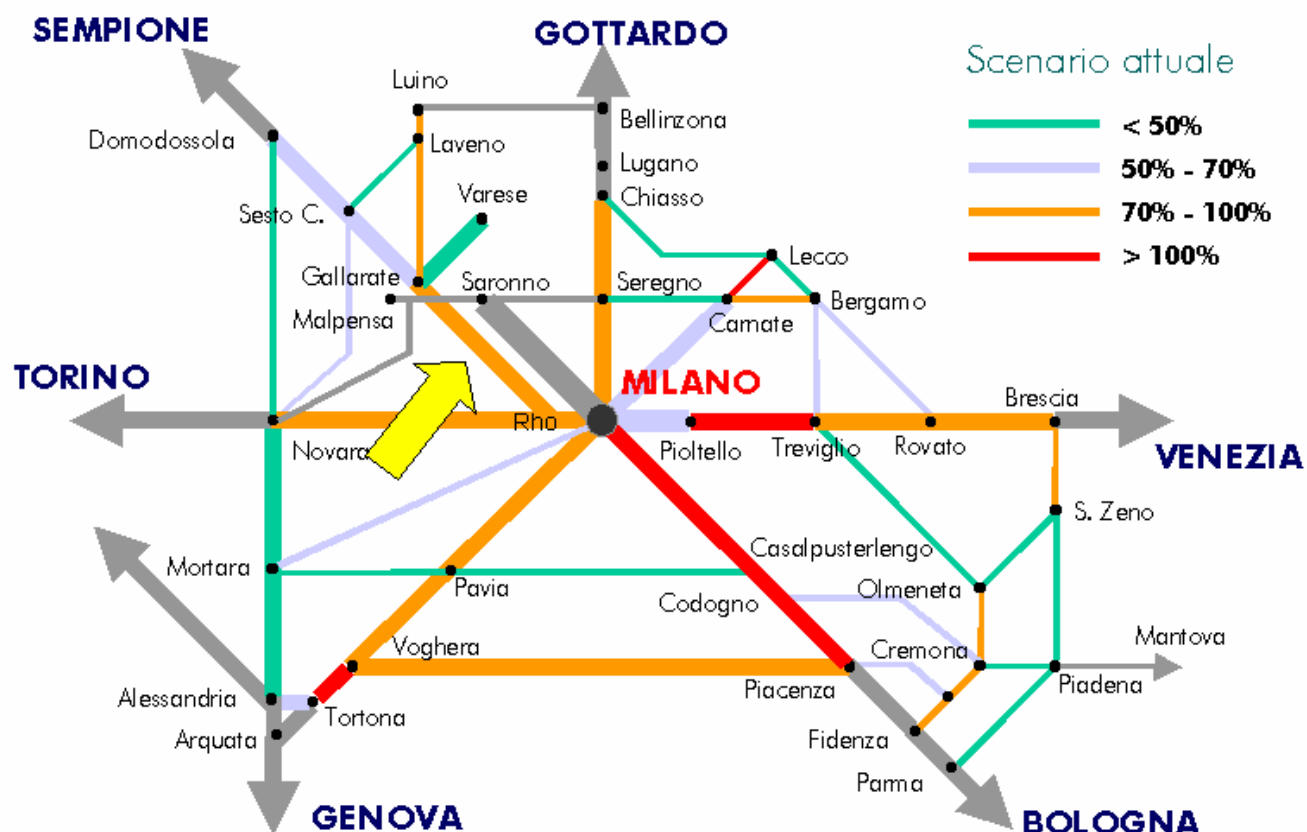 SEMPIONE
GOTTARDO
Scenario attuale
Luino
< 50%
Bellinzona
Domodossola
Laveno
50% - 70%
Lugano
Varese
Chiasso
Sesto C.
70% - 100%
Lecco
> 100%
Gallarate
Saronno
Seregno
Bergamo
Malpensa
Carnate
TORINO
MILANO
Brescia
Rho
Novara
Pioltello
Treviglio
Rovato
VENEZIA
S. Zeno
Casalpusterlengo
Mortara
Pavia
Olmeneta
Codogno
Voghera
Cremona
Mantova
Piacenza
Piadena
Alessandria
Tortona
Arquata
Fidenza
Parma
GENOVA
BOLOGNA